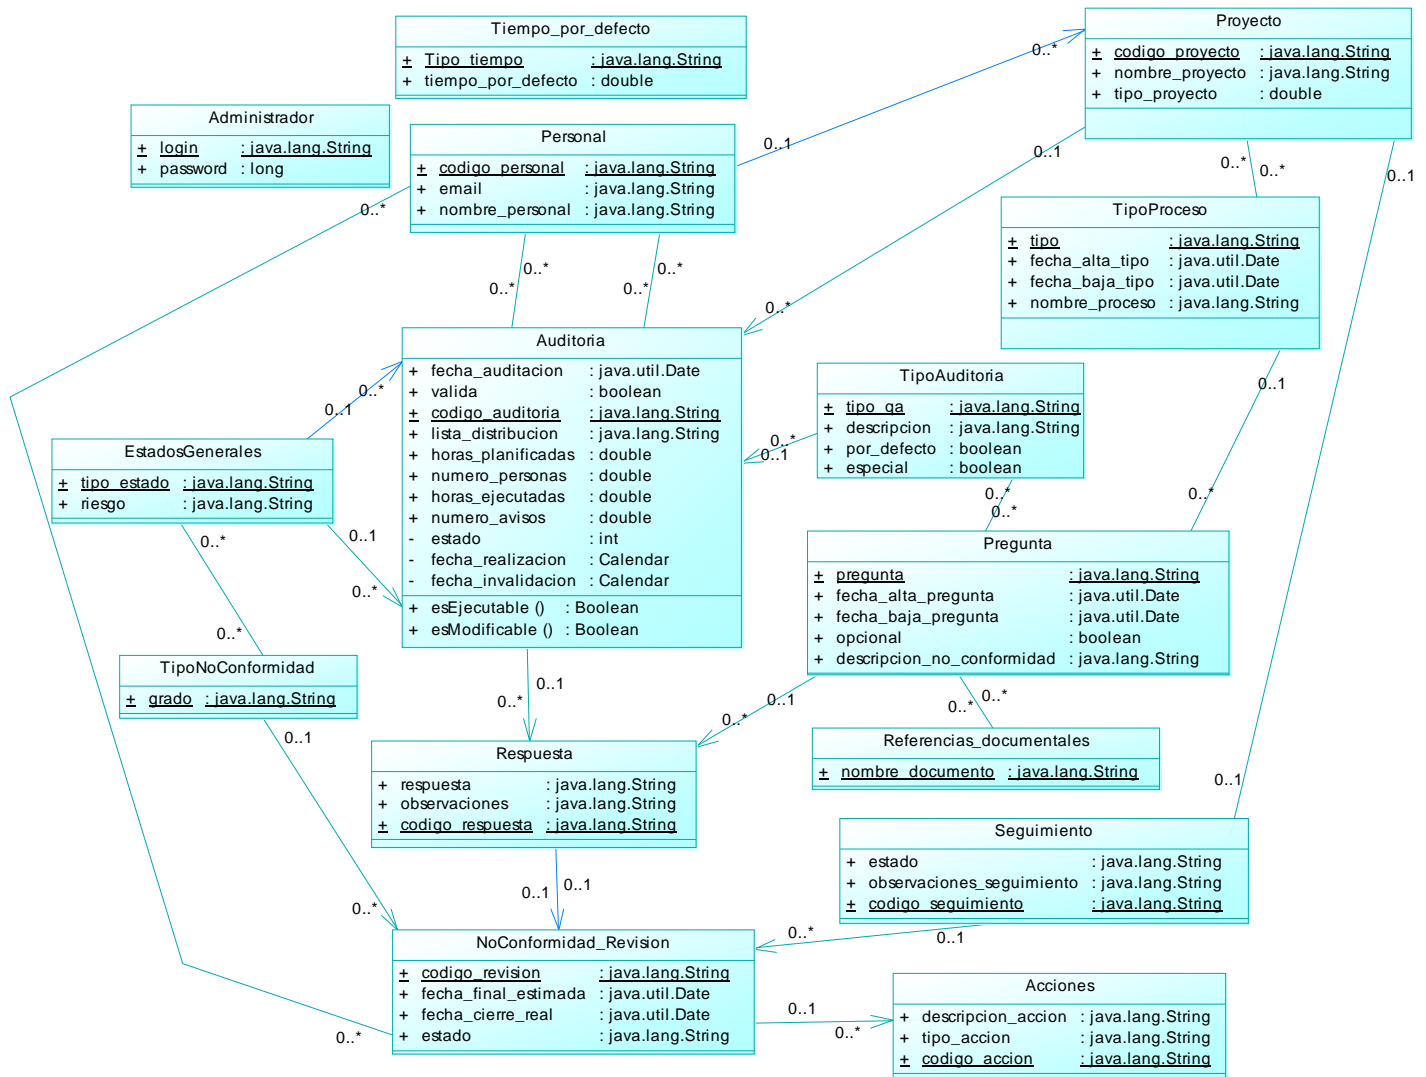 Tiempo_por_defecto
+ Tipo_tiempo : java.lang.String
+ tiempo_por_defecto : double
Proyecto
+ codigo_proyecto : java.lang.String
+ nombre_proyecto : java.lang.String
+ tipo_proyecto : double
0..*
0..1
0..1
0..1
Administrador
+ login : java.lang.String
+ password : long
Personal
+ codigo_personal : java.lang.String
+ email : java.lang.String
+ nombre_personal : java.lang.String
0..*
0..*
0..*
TipoProceso
+ tipo : java.lang.String
+ fecha_alta_tipo : java.util.Date
+ fecha_baja_tipo : java.util.Date
+ nombre_proceso : java.lang.String
0..*
0..*
0..*
0..*
0..*
Auditoria
+ fecha_auditacion : java.util.Date
+ valida : boolean
+ codigo_auditoria : java.lang.String
+ lista_distribucion : java.lang.String
+ horas_planificadas : double
+ numero_personas : double
+ horas_ejecutadas : double
+ numero_avisos : double
- estado : int
- fecha_realizacion : Calendar
- fecha_invalidacion : Calendar
+ esEjecutable () : Boolean
+ esModificable () : Boolean
TipoAuditoria
+ tipo_qa : java.lang.String
+ descripcion : java.lang.String
+ por_defecto : boolean
+ especial : boolean
0..1
0..*
0..1
0..*
0..1
EstadosGenerales
+ tipo_estado : java.lang.String
+ riesgo : java.lang.String
0..*
0..*
0..*
0..1
0..*
0..*
Pregunta
+ pregunta : java.lang.String
+ fecha_alta_pregunta : java.util.Date
+ fecha_baja_pregunta : java.util.Date
+ opcional : boolean
+ descripcion_no_conformidad : java.lang.String
0..*
0..*
TipoNoConformidad
+ grado : java.lang.String
0..1
0..*
0..1
0..*
0..*
0..*
0..1
Respuesta
+ respuesta : java.lang.String
+ observaciones : java.lang.String
+ codigo_respuesta : java.lang.String
Referencias_documentales
+ nombre_documento : java.lang.String
0..1
Seguimiento
+ estado : java.lang.String
+ observaciones_seguimiento : java.lang.String
+ codigo_seguimiento : java.lang.String
0..1
0..1
0..*
0..*
0..1
NoConformidad_Revision
+ codigo_revision : java.lang.String
+ fecha_final_estimada : java.util.Date
+ fecha_cierre_real : java.util.Date
+ estado : java.lang.String
0..*
0..1
0..*
Acciones
+ descripcion_accion : java.lang.String
+ tipo_accion : java.lang.String
+ codigo_accion : java.lang.String